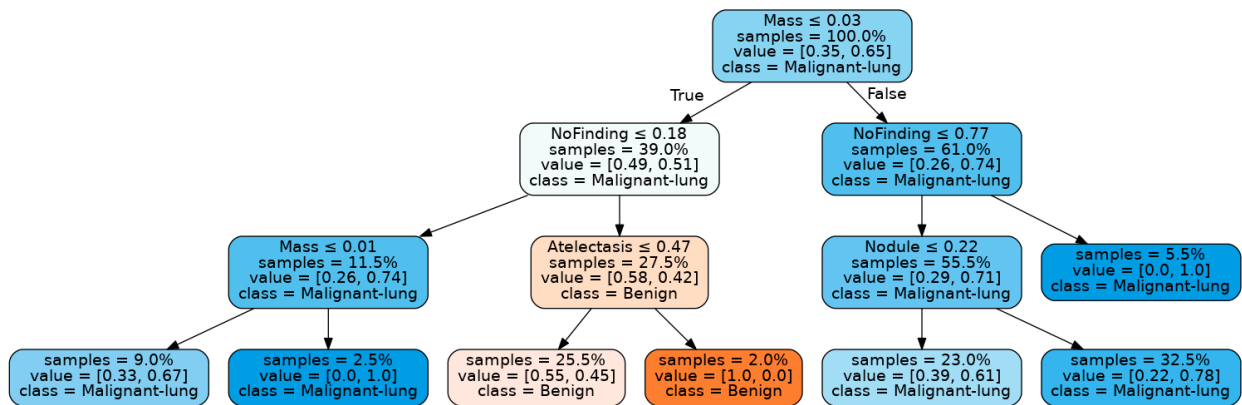 Mass ≤ 0.03
samples = 100.0%
value = [0.35, 0.65]
class = Malignant-lung
True
False
NoFinding ≤ 0.18
samples = 39.0%
value = [0.49, 0.51]
class = Malignant-lung
NoFinding ≤ 0.77
samples = 61.0%
value = [0.26, 0.74]
class = Malignant-lung
Mass ≤ 0.01
samples = 11.5%
value = [0.26, 0.74]
class = Malignant-lung
Atelectasis ≤ 0.47
samples = 27.5%
value = [0.58, 0.42]
class = Benign
Nodule ≤ 0.22
samples = 55.5%
value = [0.29, 0.71]
class = Malignant-lung
samples = 5.5%
value = [0.0, 1.0]
class = Malignant-lung
samples = 9.0%
value = [0.33, 0.67]
class = Malignant-lung
samples = 2.5%
value = [0.0, 1.0]
class = Malignant-lung
samples = 25.5%
value = [0.55, 0.45]
class = Benign
samples = 2.0%
value = [1.0, 0.0]
class = Benign
samples = 23.0%
value = [0.39, 0.61]
class = Malignant-lung
samples = 32.5%
value = [0.22, 0.78]
class = Malignant-lung